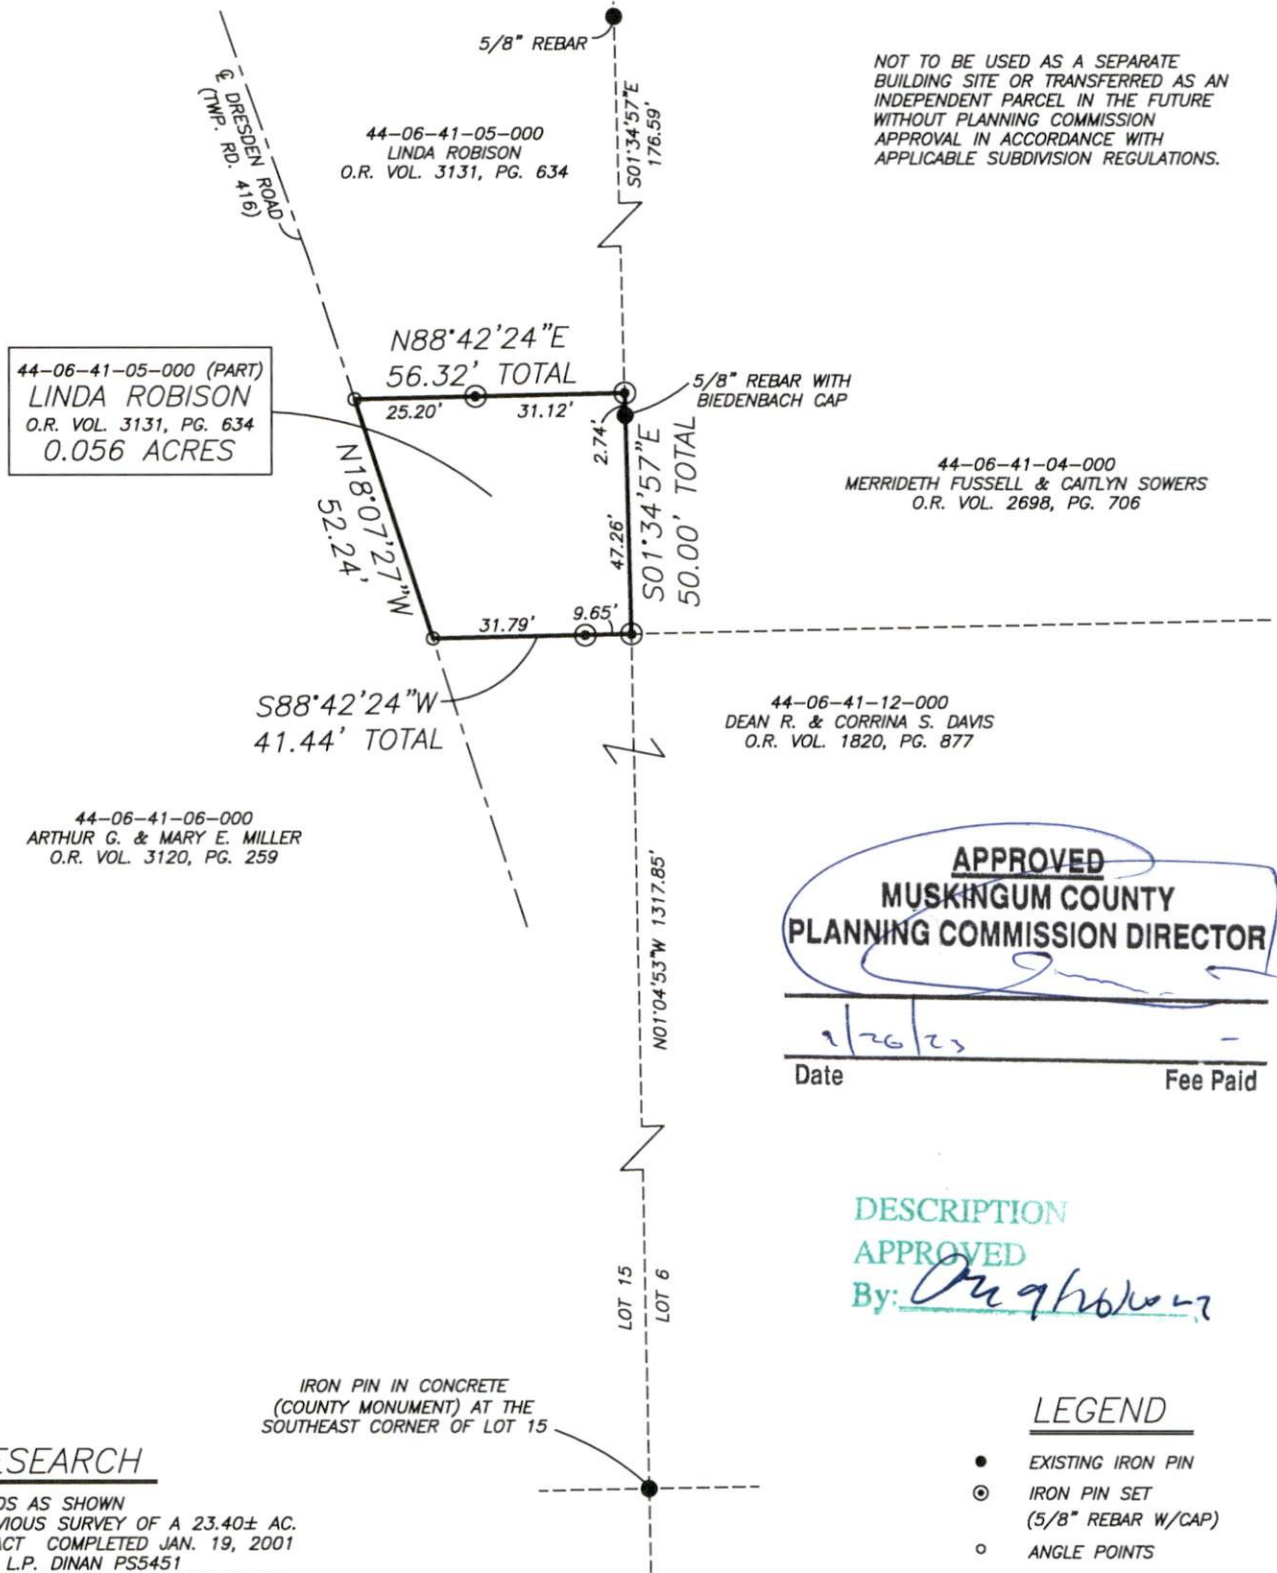 5/8" REBAR
NOT TO BE USED AS A SEPARATE
BUILDING SITE OR TRANSFERRED AS AN
INDEPENDENT PARCEL IN THE FUTURE
WITHOUT PLANNING COMMISSION
APPROVAL IN ACCORDANCE WITH
APPLICABLE SUBDIVISION REGULATIONS.
℄ DRESDEN ROAD
(TWP. RD. 416)
44-06-41-05-000
LINDA ROBISON
O.R. VOL. 3131, PG. 634
S01°34'57"E
176.59'
N88°42'24"E
56.32' TOTAL
25.20'
31.12'
44-06-41-05-000 (PART)
LINDA ROBISON
O.R. VOL. 3131, PG. 634
0.056 ACRES
5/8" REBAR WITH
BIEDENBACH CAP
2.74'
47.26'
S01°34'57"E
50.00' TOTAL
N18°07'27"W
52.24'
44-06-41-04-000
MERRIDETH FUSSELL & CAITLYN SOWERS
O.R. VOL. 2698, PG. 706
31.79'
9.65'
S88°42'24"W
41.44' TOTAL
44-06-41-12-000
DEAN R. & CORRINA S. DAVIS
O.R. VOL. 1820, PG. 877
44-06-41-06-000
ARTHUR G. & MARY E. MILLER
O.R. VOL. 3120, PG. 259
N01°04'53"W 1317.85'
APPROVED
MUSKINGUM COUNTY
PLANNING COMMISSION DIRECTOR
9/26/23 -
Date Fee Paid
DESCRIPTION
APPROVED
By:
LOT 15
LOT 6
IRON PIN IN CONCRETE
(COUNTY MONUMENT) AT THE
SOUTHEAST CORNER OF LOT 15
LEGEND
EXISTING IRON PIN
IRON PIN SET
(5/8" REBAR W/CAP)
ANGLE POINTS
ESEARCH
DS AS SHOWN
VIOUS SURVEY OF A 23.40± AC.
ACT COMPLETED JAN. 19, 2001
L.P. DINAN PS5451